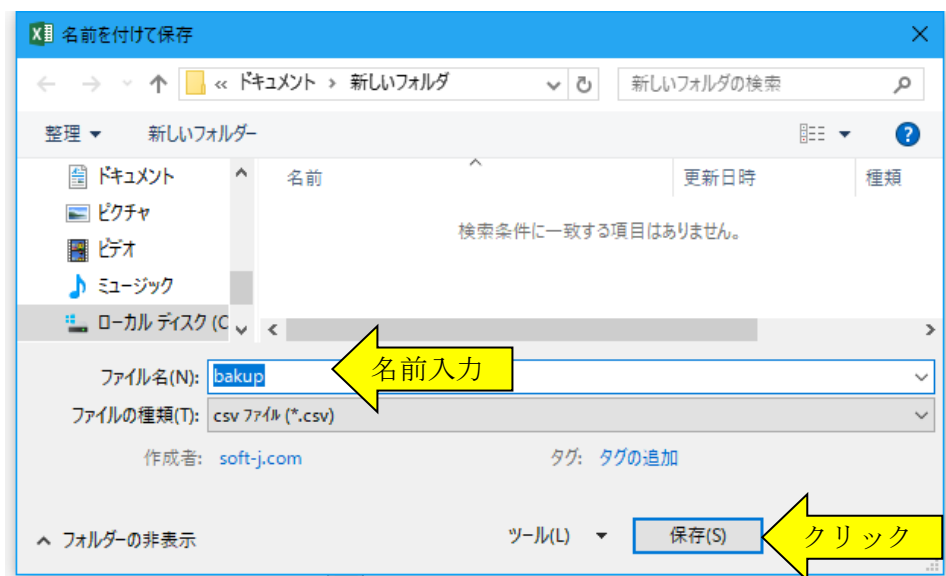 名前を付けて保存
« ドキュメント › 新しいフォルダ 新しいフォルダの検索
整理 新しいフォルダー
ドキュメント 名前 更新日時 種類
ピクチャ
検索条件に一致する項目はありません。
ビデオ
ミュージック
ローカル ディスク (C
ファイル名(N): bakup 名前入力
ファイルの種類(T): csv ファイル (*.csv)
作成者: soft-j.com タグ: タグの追加
フォルダーの非表示 ツール(L) 保存(S) クリック